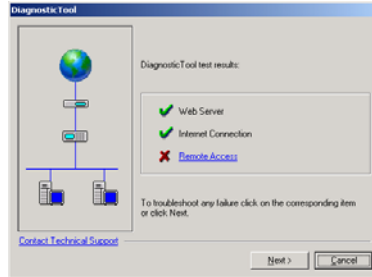 DiagnosticTool
DiagnosticTool test results:
Web Server
Internet Connection
Remote Access
To troubleshoot any failure click on the corresponding item
or click Next.
Contact Technical Support
Next >
Cancel